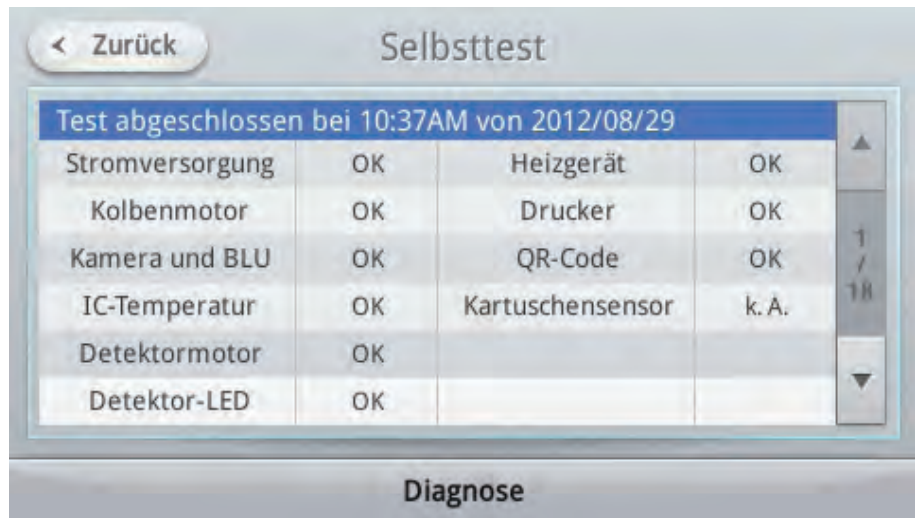 Zurück
Selbsttest
Test abgeschlossen bei 10:37AM von 2012/08/29
Stromversorgung OK Heizgerät OK
Kolbenmotor OK Drucker OK
Kamera und BLU OK QR-Code OK
IC-Temperatur OK Kartuschensensor k. A.
Detektormotor OK
Detektor-LED OK
1
/
18
Diagnose